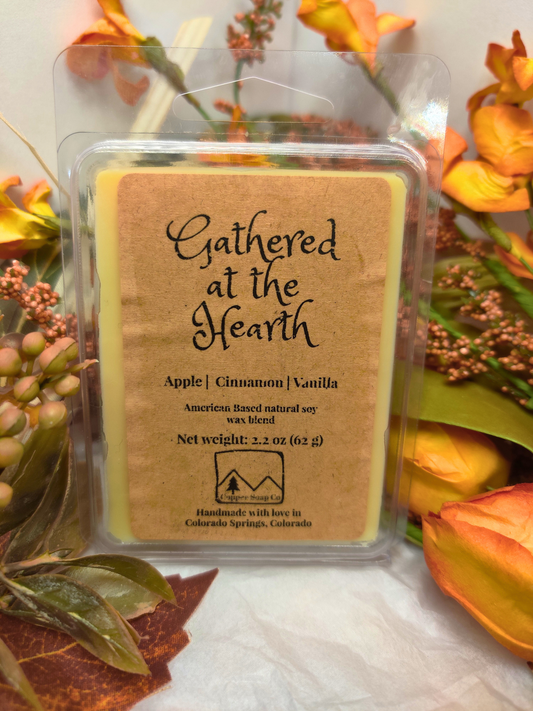 Gathered
at the
Hearth
Apple | Cinnamon | Vanilla
American Based natural soy
wax blend
Net weight: 2.2 oz (62 g)
Cupper Soap Co
Handmade with love in
Colorado Springs, Colorado